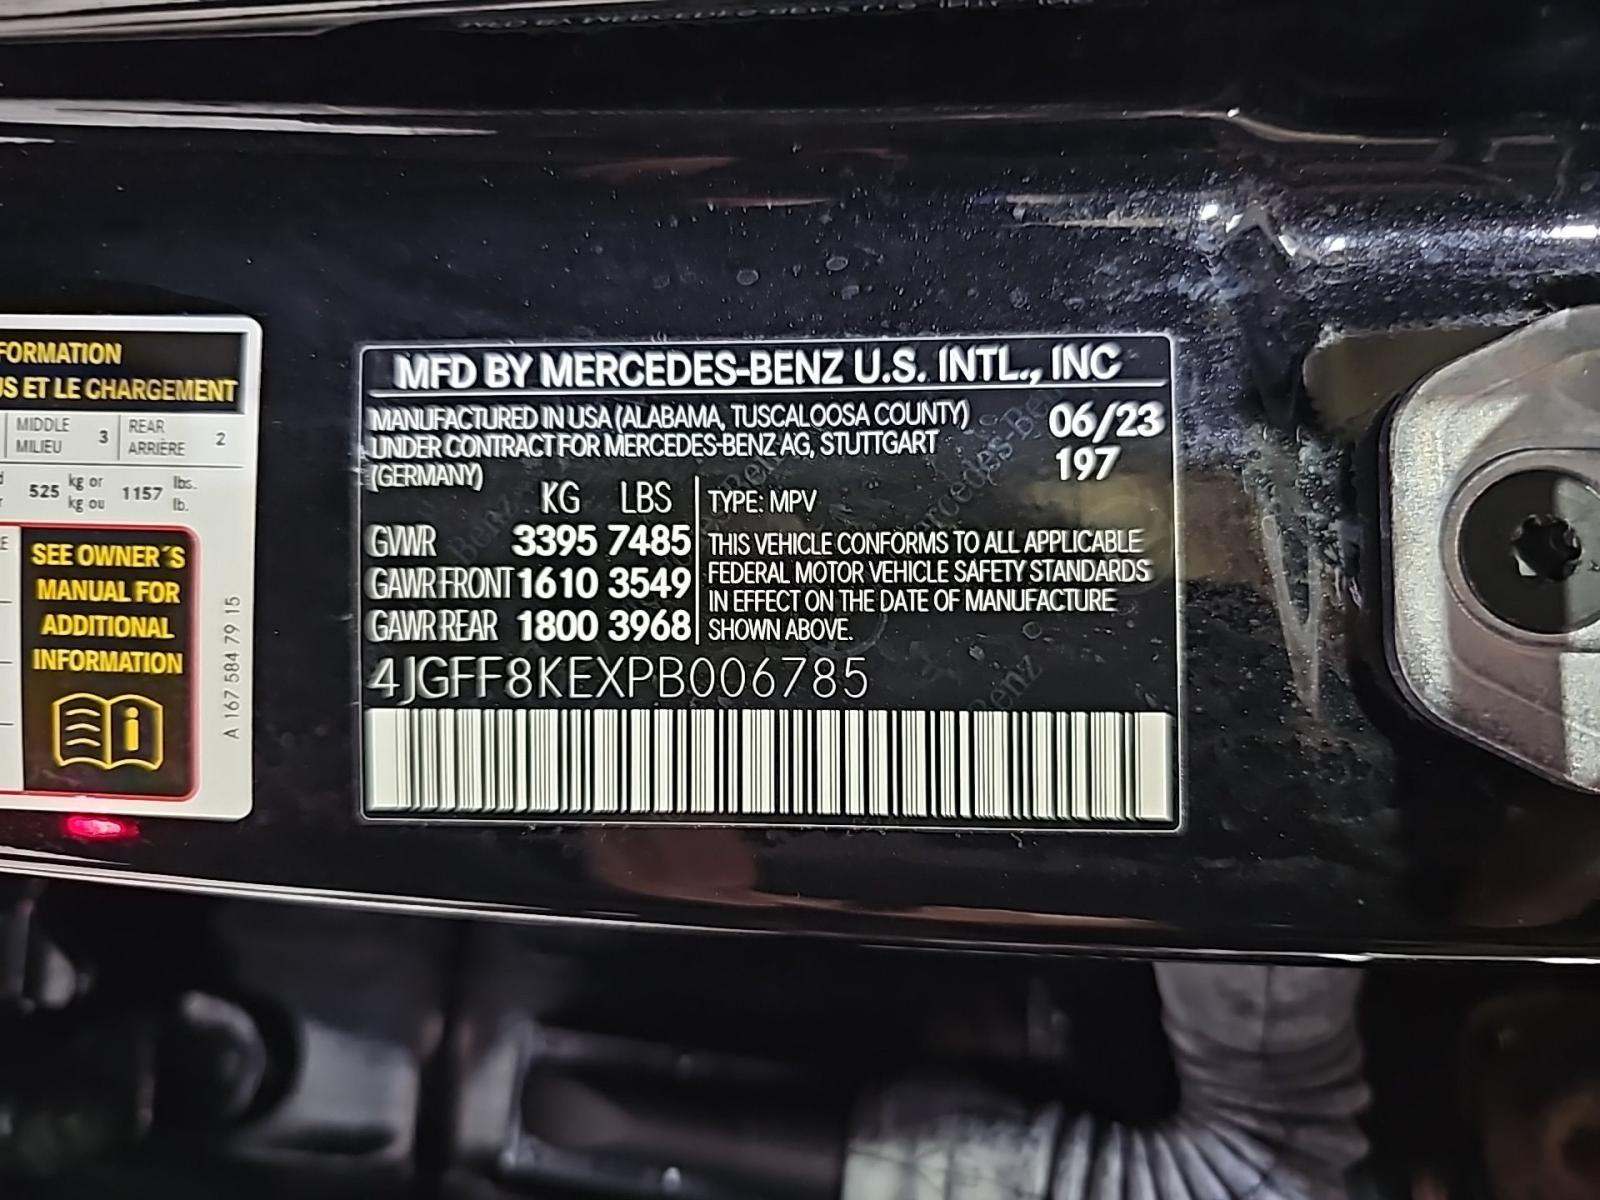 FORMATION
US ET LE CHARGEMENT
MIDDLE
MILIEU
3
REAR
ARRIÈRE
2
525 kg or
kg ou
1157 lbs.
lb.
SEE OWNER´S
MANUAL FOR
ADDITIONAL
INFORMATION
A 167 584 79 15
MFD BY MERCEDES-BENZ U.S. INTL., INC
MANUFACTURED IN USA (ALABAMA, TUSCALOOSA COUNTY)
UNDER CONTRACT FOR MERCEDES-BENZ AG, STUTTGART
(GERMANY)
06/23
197
KG LBS
GVWR 3395 7485
GAWR FRONT 1610 3549
GAWR REAR 1800 3968
TYPE: MPV
THIS VEHICLE CONFORMS TO ALL APPLICABLE
FEDERAL MOTOR VEHICLE SAFETY STANDARDS
IN EFFECT ON THE DATE OF MANUFACTURE
SHOWN ABOVE.
4JGFF8KEXPB006785